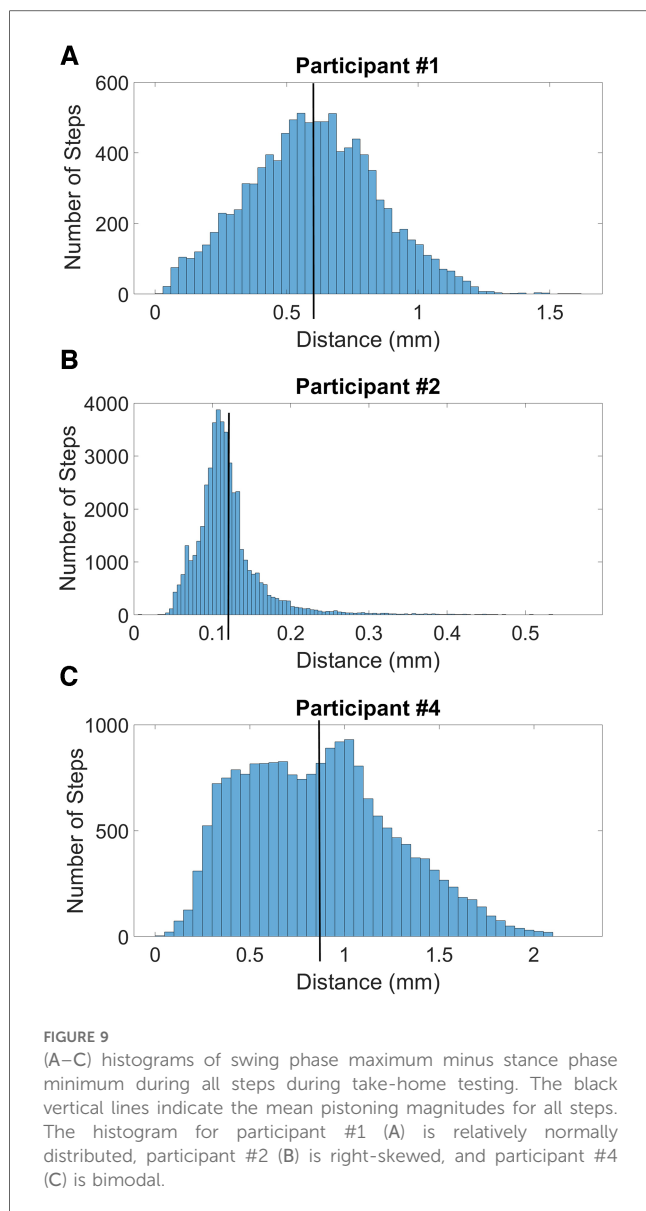 A
Participant #1
600
400
200
0
Number of Steps
0 0.5 1 1.5
Distance (mm)
B
Participant #2
4000
3000
2000
1000
0
Number of Steps
0 0.1 0.2 0.3 0.4 0.5
Distance (mm)
C
Participant #4
1000
500
0
Number of Steps
0 0.5 1 1.5 2
Distance (mm)
FIGURE 9
(A–C) histograms of swing phase maximum minus stance phase
minimum during all steps during take-home testing. The black
vertical lines indicate the mean pistoning magnitudes for all steps.
The histogram for participant #1 (A) is relatively normally
distributed, participant #2 (B) is right-skewed, and participant #4
(C) is bimodal.